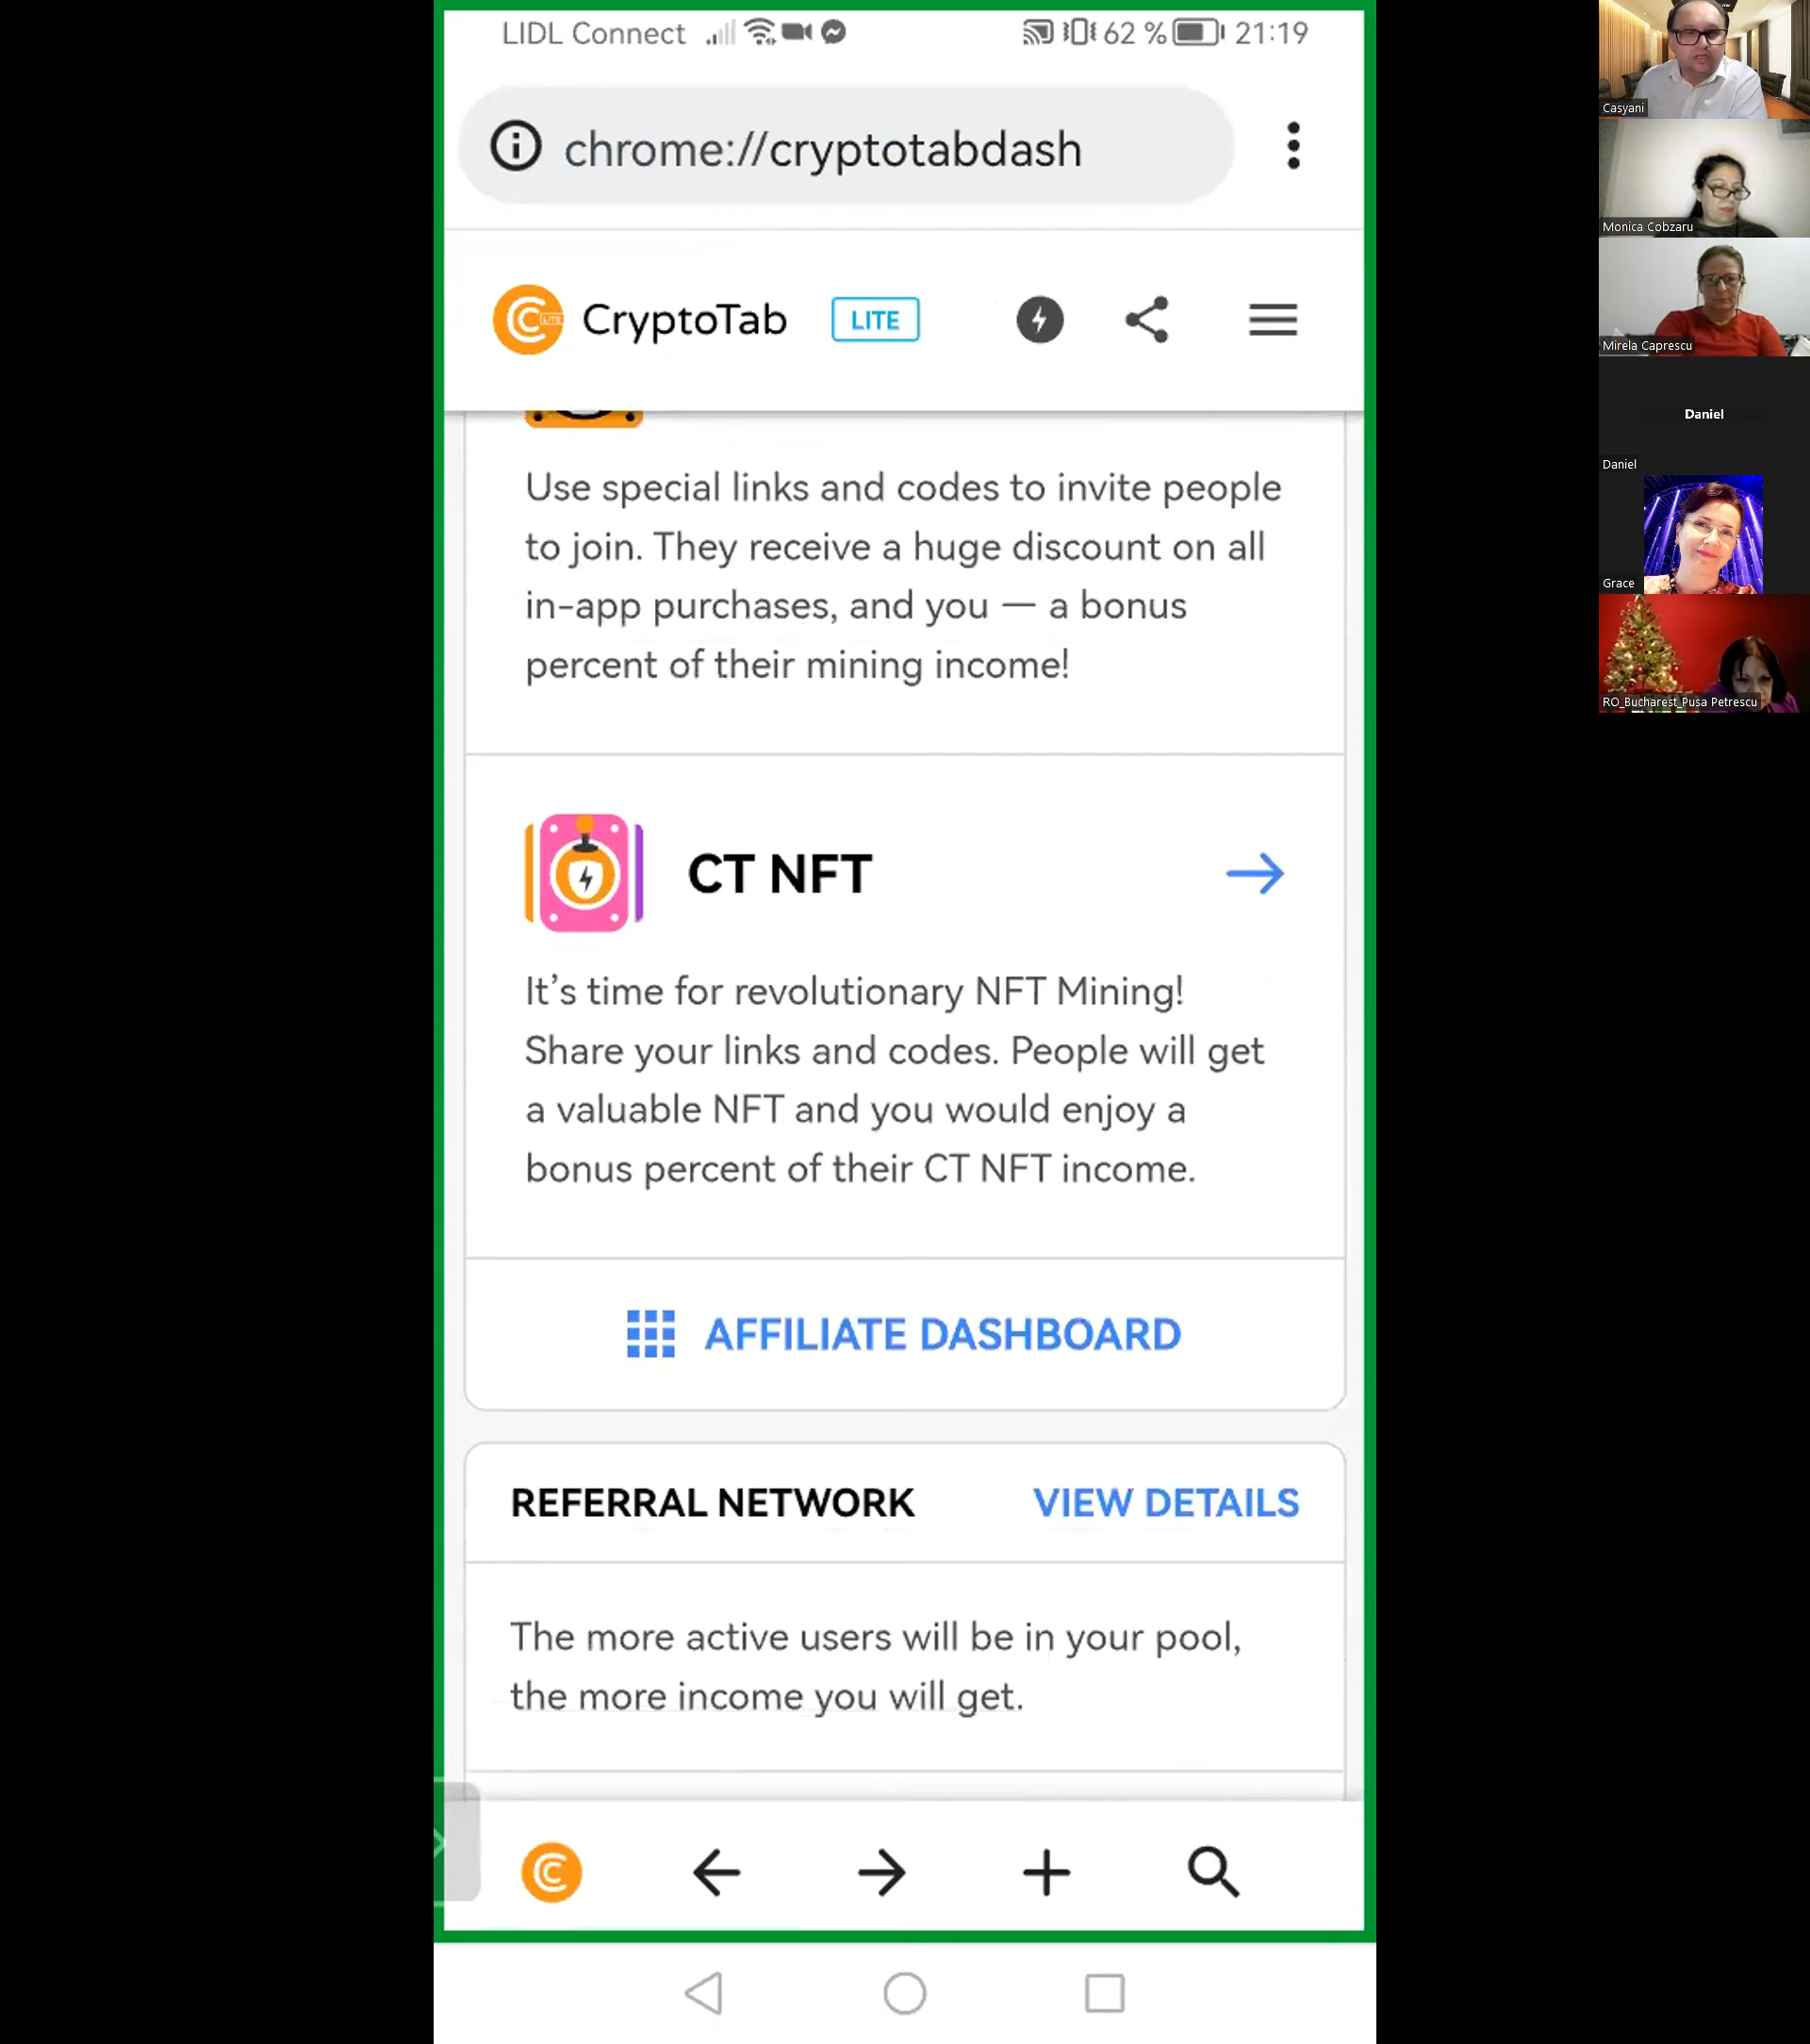 LIDL Connect 62 % 21:19
chrome://cryptotabdash
CryptoTab LITE
Use special links and codes to invite people
to join. They receive a huge discount on all
in-app purchases, and you — a bonus
percent of their mining income!
CT NFT
It’s time for revolutionary NFT Mining!
Share your links and codes. People will get
a valuable NFT and you would enjoy a
bonus percent of their CT NFT income.
AFFILIATE DASHBOARD
REFERRAL NETWORK VIEW DETAILS
The more active users will be in your pool,
the more income you will get.
Casyani
Monica Cobzaru
Mirela Caprescu
Daniel
Daniel
Grace
RO_Bucharest_Pusa Petrescu